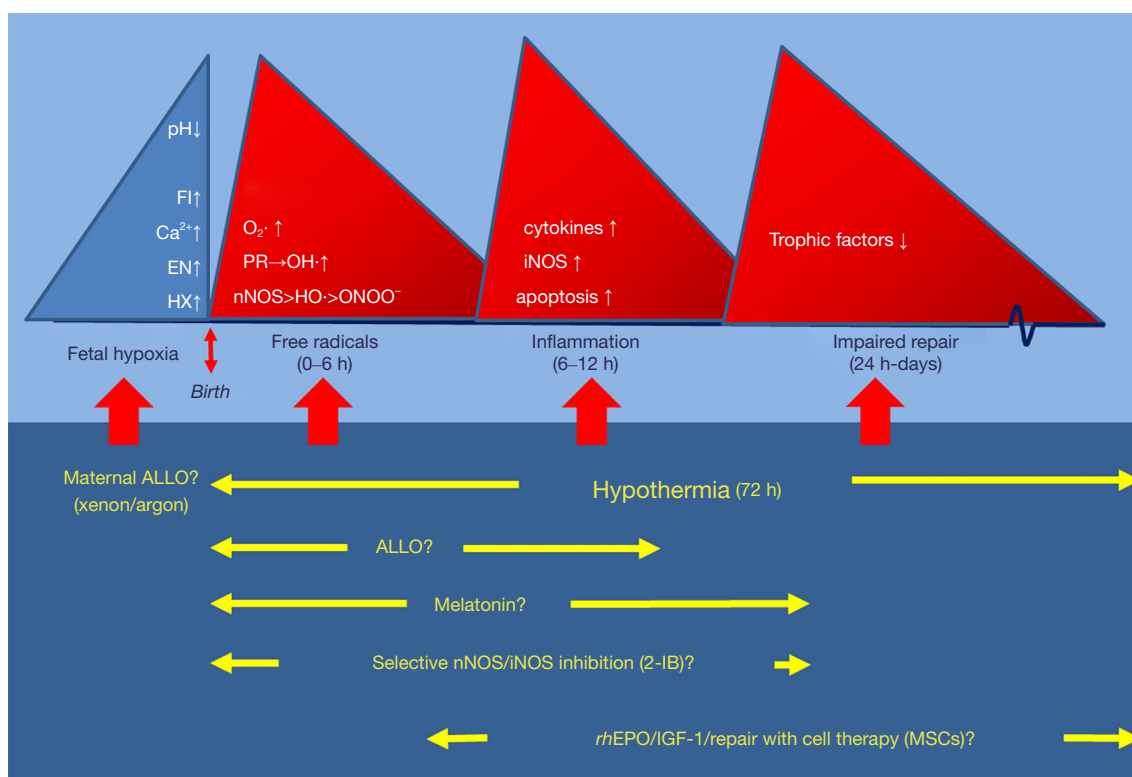 pH↓
FI↑
Ca²⁺↑
EN↑
HX↑
O₂· ↑
PR→OH·↑
nNOS>HO·>ONOO⁻
cytokines ↑
iNOS ↑
apoptosis ↑
Trophic factors ↓
Fetal hypoxia
Birth
Free radicals
(0–6 h)
Inflammation
(6–12 h)
Impaired repair
(24 h-days)
Maternal ALLO?
(xenon/argon)
Hypothermia (72 h)
ALLO?
Melatonin?
Selective nNOS/iNOS inhibition (2-IB)?
rhEPO/IGF-1/repair with cell therapy (MSCs)?